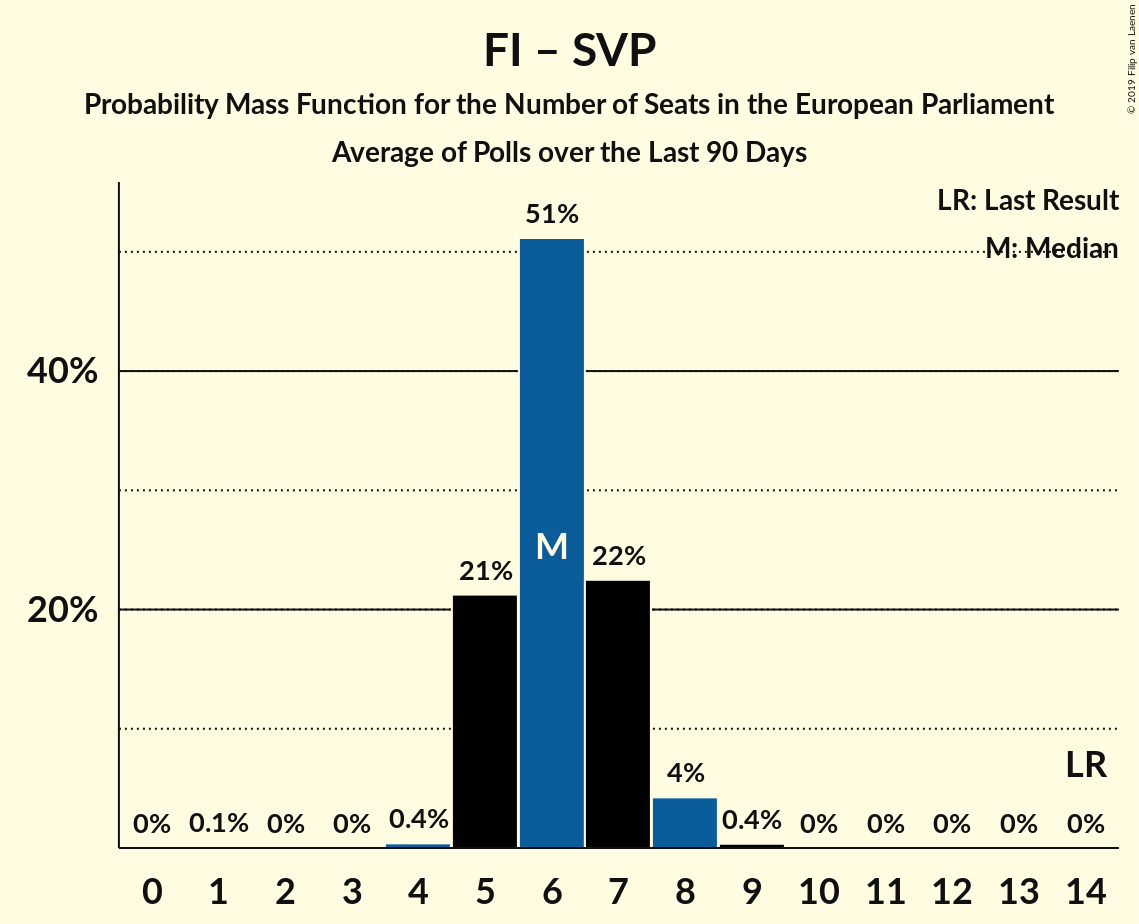 FI – SVP
Probability Mass Function for the Number of Seats in the European Parliament
Average of Polls over the Last 90 Days
© 2019 Filip van Laenen
LR: Last Result
M: Median
51%
40%
M
21%
22%
20%
LR
4%
0%
0.1%
0%
0%
0.4%
0.4%
0%
0%
0%
0%
0%
0 1 2 3 4 5 6 7 8 9 10 11 12 13 14